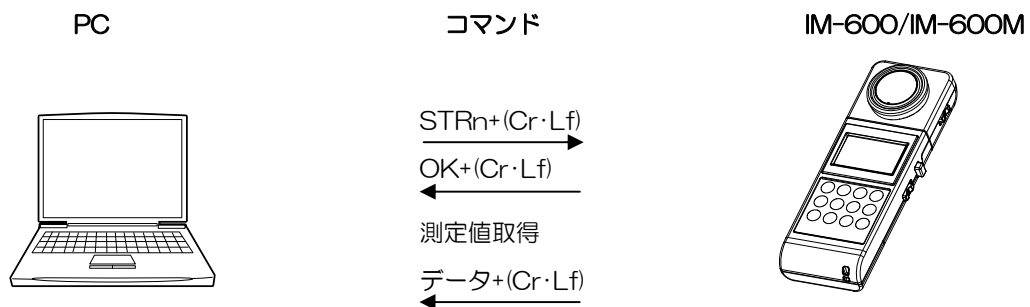 PC
コマンド
IM-600/IM-600M
STRn+(Cr･Lf)
OK+(Cr･Lf)
測定値取得
データ+(Cr･Lf)